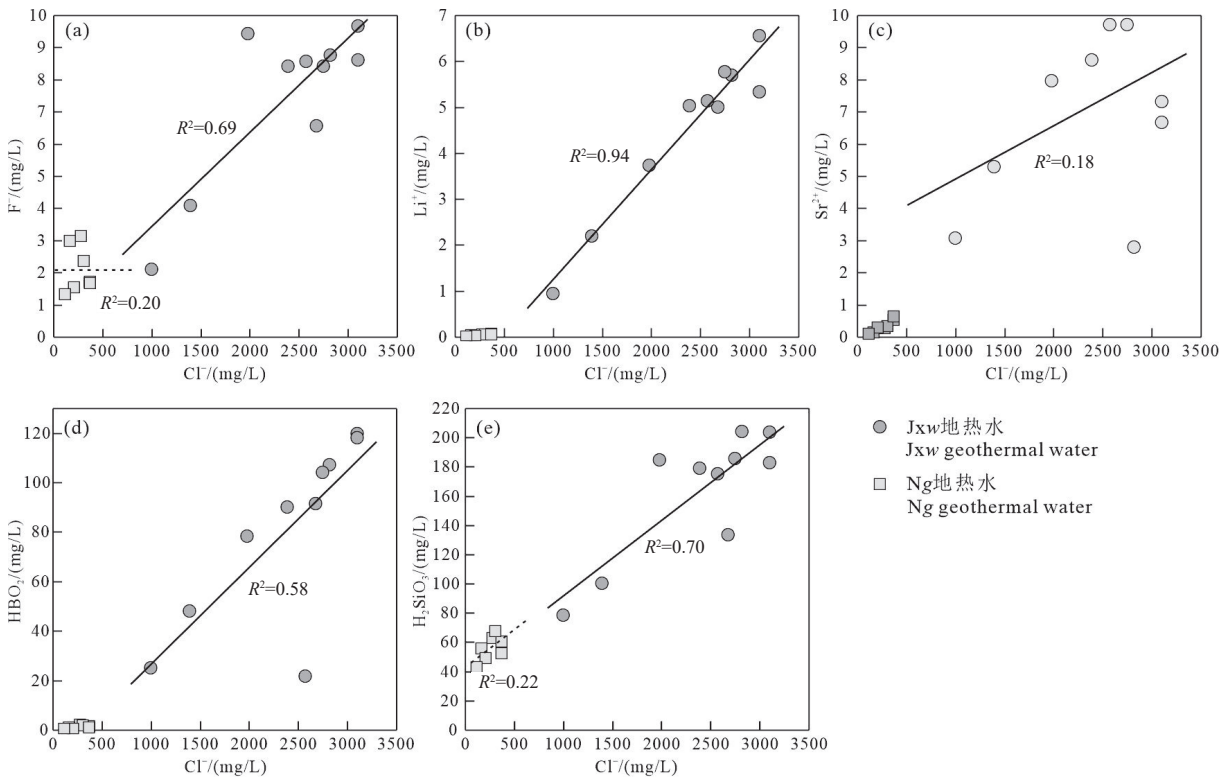 (a)
10
9
8
7
6
5
4
3
2
1
0
F⁻/(mg/L)
R²=0.69
R²=0.20
0 500 1000 1500 2000 2500 3000 3500
Cl⁻/(mg/L)
(b)
7
6
5
4
3
2
1
0
Li⁺/(mg/L)
R²=0.94
0 500 1000 1500 2000 2500 3000 3500
Cl⁻/(mg/L)
(c)
10
9
8
7
6
5
4
3
2
1
0
Sr²⁺/(mg/L)
R²=0.18
0 500 1000 1500 2000 2500 3000 3500
Cl⁻/(mg/L)
(d)
120
100
80
60
40
20
0
HBO₂/(mg/L)
R²=0.58
0 500 1000 1500 2000 2500 3000 3500
Cl⁻/(mg/L)
(e)
220
200
180
160
140
120
100
80
60
40
20
0
H₂SiO₃/(mg/L)
R²=0.70
R²=0.22
0 500 1000 1500 2000 2500 3000 3500
Cl⁻/(mg/L)
Jxw地热水
Jxw geothermal water
Ng地热水
Ng geothermal water